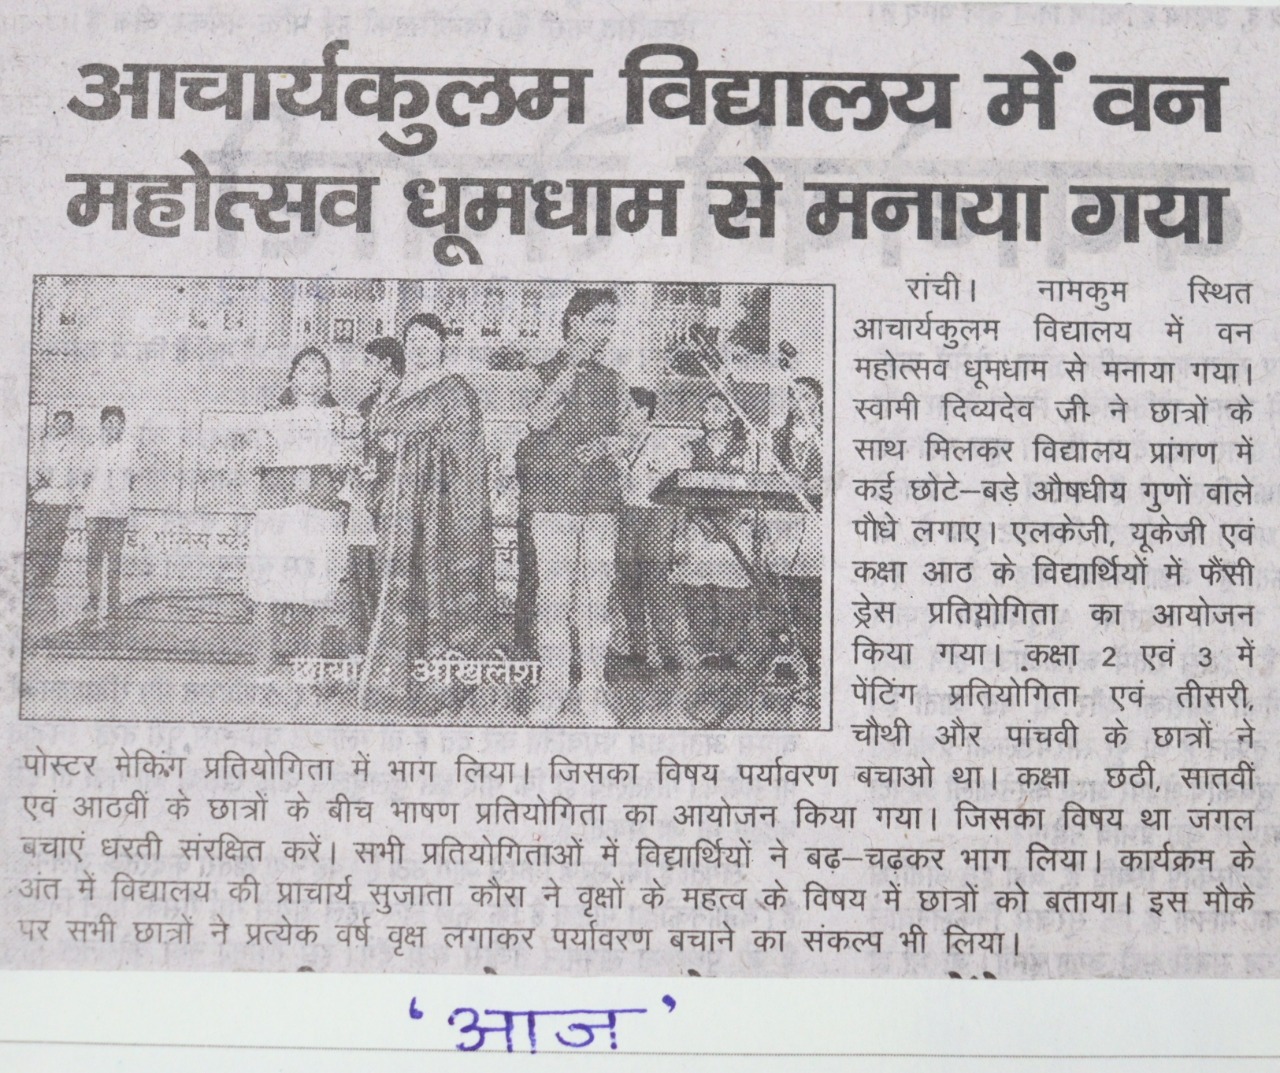 आचार्यकुलम विद्यालय में वन
महोत्सव धूमधाम से मनाया गया
रांची। नामकुम स्थित
आचार्यकुलम विद्यालय में वन
महोत्सव धूमधाम से मनाया गया।
स्वामी दिव्यदेव जी ने छात्रों के
साथ मिलकर विद्यालय प्रांगण में
कई छोटे–बड़े औषधीय गुणों वाले
पौधे लगाए। एलकेजी, यूकेजी एवं
कक्षा आठ के विद्यार्थियों में फैंसी
ड्रेस प्रतियोगिता का आयोजन
किया गया। कक्षा 2 एवं 3 में
पेंटिंग प्रतियोगिता एवं तीसरी,
चौथी और पांचवी के छात्रों ने
पोस्टर मेकिंग प्रतियोगिता में भाग लिया। जिसका विषय पर्यावरण बचाओ था। कक्षा छठी, सातवीं
एवं आठवीं के छात्रों के बीच भाषण प्रतियोगिता का आयोजन किया गया। जिसका विषय था जगल
बचाएं धरती संरक्षित करें। सभी प्रतियोगिताओं में विद्यार्थियों ने बढ़–चढ़कर भाग लिया। कार्यक्रम के
अंत में विद्यालय की प्राचार्य सुजाता कौरा ने वृक्षों के महत्व के विषय में छात्रों को बताया। इस मौके
पर सभी छात्रों ने प्रत्येक वर्ष वृक्ष लगाकर पर्यावरण बचाने का संकल्प भी लिया।
छाया : अखिलेश
‘आज’